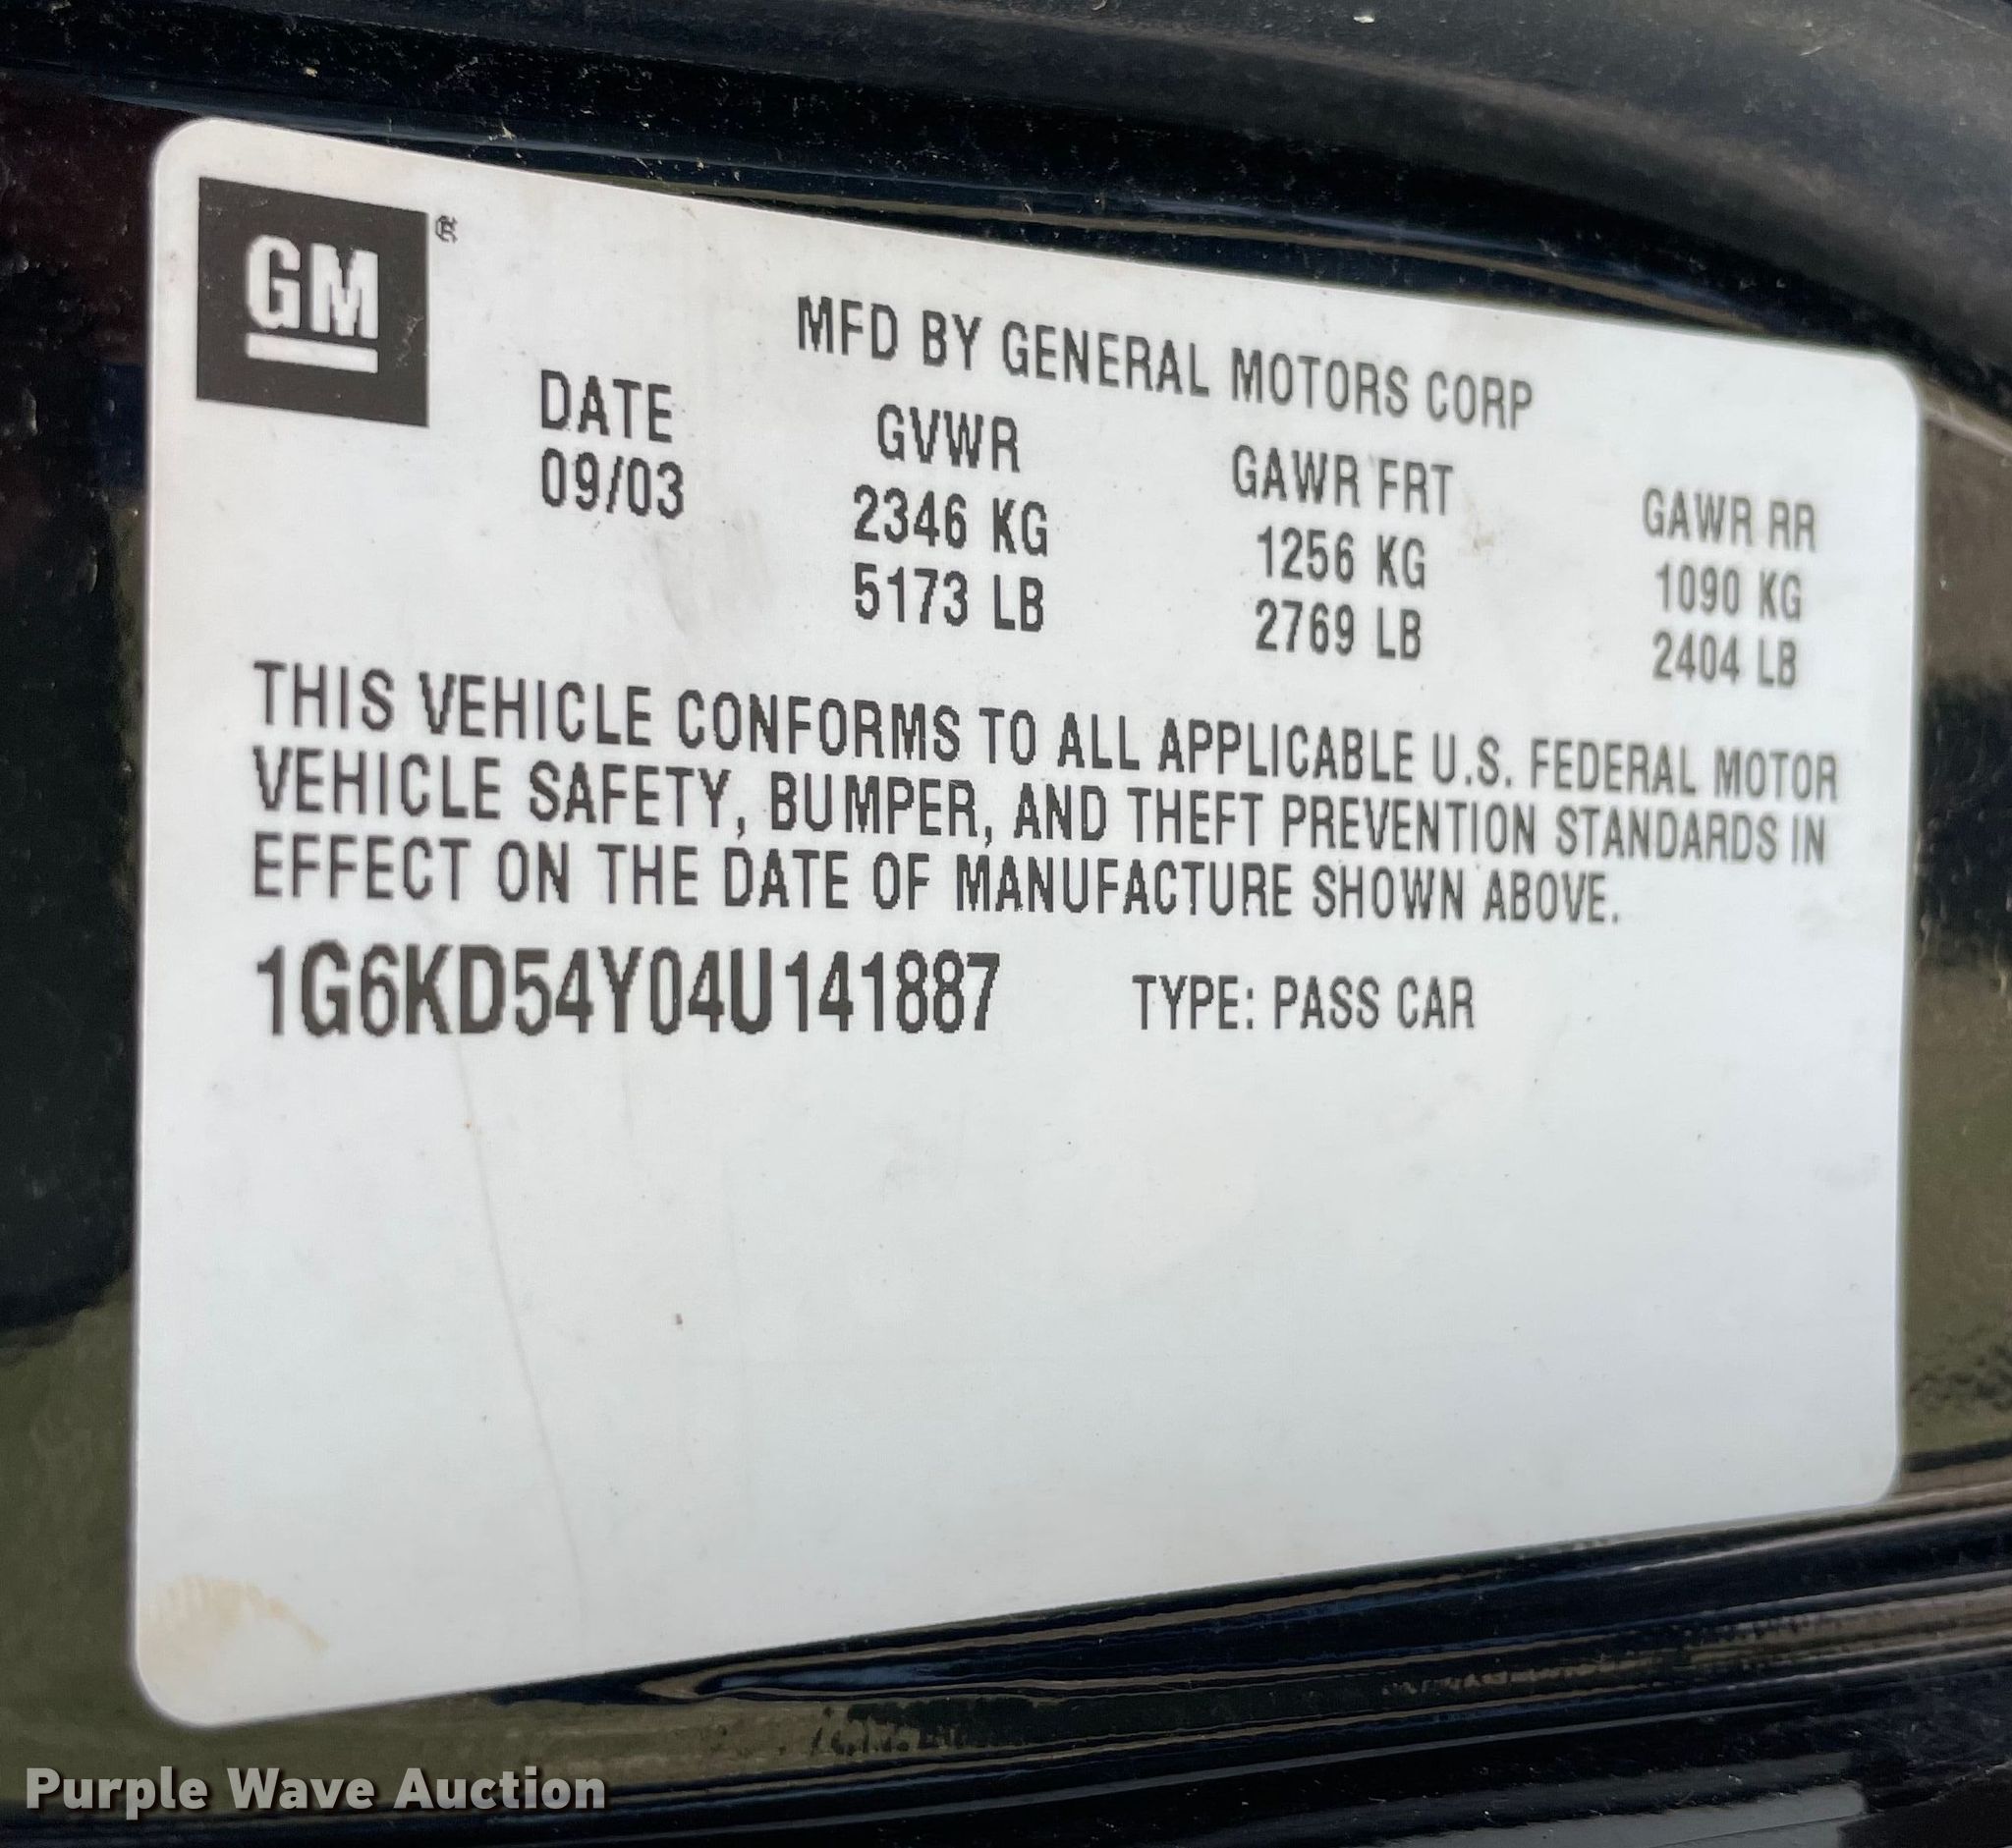 GM®
MFD BY GENERAL MOTORS CORP
DATE GVWR GAWR FRT GAWR RR
09/03 2346 KG 1256 KG 1090 KG
5173 LB 2769 LB 2404 LB
THIS VEHICLE CONFORMS TO ALL APPLICABLE U.S. FEDERAL MOTOR
VEHICLE SAFETY, BUMPER, AND THEFT PREVENTION STANDARDS IN
EFFECT ON THE DATE OF MANUFACTURE SHOWN ABOVE.
1G6KD54Y04U141887 TYPE: PASS CAR
Purple Wave Auction